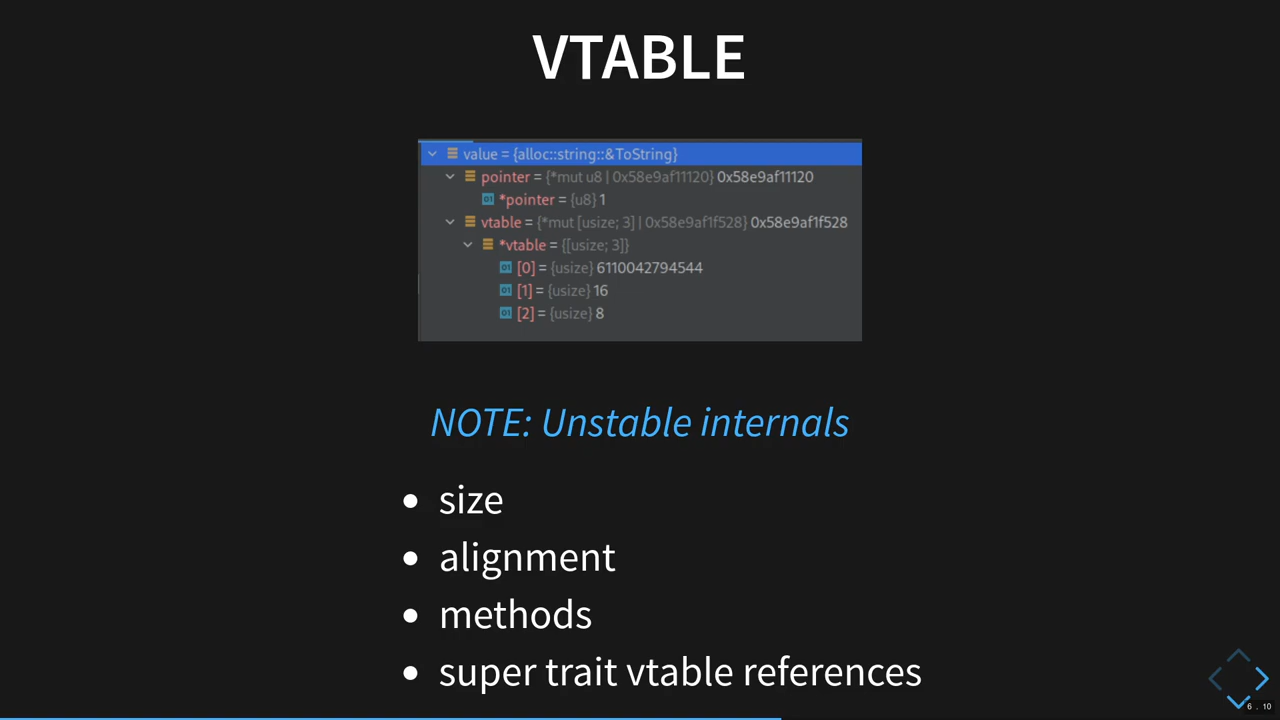 VTABLE
value = {alloc::string::&ToString}
pointer = {*mut u8 | 0x58e9af11120} 0x58e9af11120
*pointer = {u8} 1
vtable = {*mut [usize; 3] | 0x58e9af1f528} 0x58e9af1f528
*vtable = {[usize; 3]}
[0] = {usize} 6110042794544
[1] = {usize} 16
[2] = {usize} 8
NOTE: Unstable internals
• size
• alignment
• methods
• super trait vtable references
6 . 10